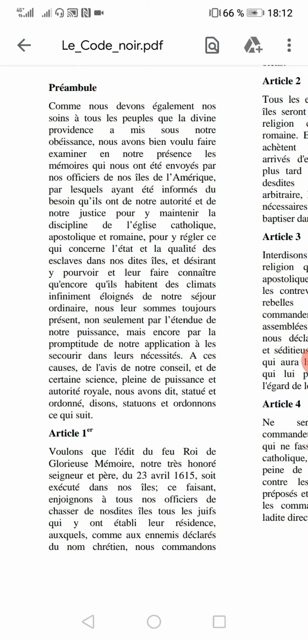 66 % 18:12
Le_Code_noir.pdf
Préambule
Comme nous devons également nos
soins à tous les peuples que la divine
providence a mis sous notre
obéissance, nous avons bien voulu faire
examiner en notre présence les
mémoires qui nous ont été envoyés par
nos officiers de nos îles de l'Amérique,
par lesquels ayant été informés du
besoin qu'ils ont de notre autorité et de
notre justice pour y maintenir la
discipline de l'église catholique,
apostolique et romaine, pour y régler ce
qui concerne l'état et la qualité des
esclaves dans nos dites îles, et désirant
y pourvoir et leur faire connaître
qu'encore qu'ils habitent des climats
infiniment éloignés de notre séjour
ordinaire, nous leur sommes toujours
présent, non seulement par l'étendue de
notre puissance, mais encore par la
promptitude de notre application à les
secourir dans leurs nécessités. A ces
causes, de l'avis de notre conseil, et de
certaine science, pleine de puissance et
autorité royale, nous avons dit, statué et
ordonné, disons, statuons et ordonnons
ce qui suit.
Article 1er
Voulons que l'édit du feu Roi de
Glorieuse Mémoire, notre très honoré
seigneur et père, du 23 avril 1615, soit
exécuté dans nos îles; ce faisant,
enjoignons à tous nos officiers de
chasser de nosdites îles tous les juifs
qui y ont établi leur résidence,
auxquels, comme aux ennemis déclarés
du nom chrétien, nous commandons
Article 2
Tous les e
îles seront
religion c
romaine. E
achètent
arrivés d'e
plus tard
desdites
arbitraire,
nécessaires
baptiser dan
Article 3
Interdisons
religion q
apostolique
les contrev
rebelles
commandem
assemblées
nous décla
et séditieus
qui aura li
qui lui p
l'égard de le
Article 4
Ne ser
commandeu
qui ne fass
catholique,
peine de
contre les
préposés et
les comma
ladite direc